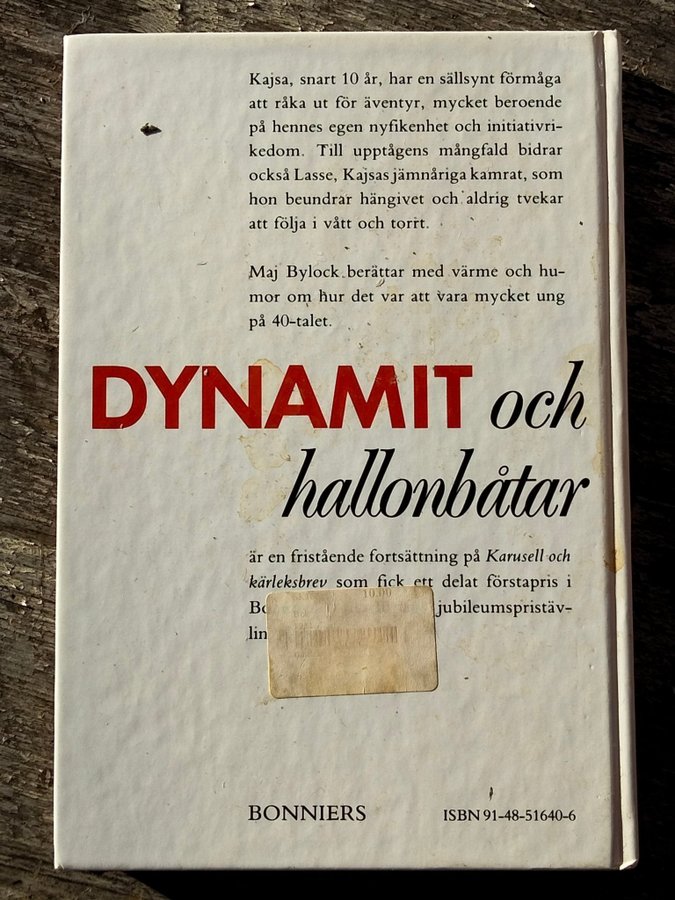 Kajsa, snart 10 år, har en sällsynt förmåga
att råka ut för äventyr, mycket beroende
på hennes egen nyfikenhet och initiativri-
kedom. Till upptågens mångfald bidrar
också Lasse, Kajsas jämnåriga kamrat, som
hon beundrar hängivet och aldrig tvekar
att följa i vått och torrt.
Maj Bylock berättar med värme och hu-
mor om hur det var att vara mycket ung
på 40-talet.
DYNAMIT och
hallonbåtar
är en fristående fortsättning på Karusell och
kärleksbrev som fick ett delat förstapris i
jubileumspristäv-
10.00
BONNIERS
ISBN 91-48-51640-6